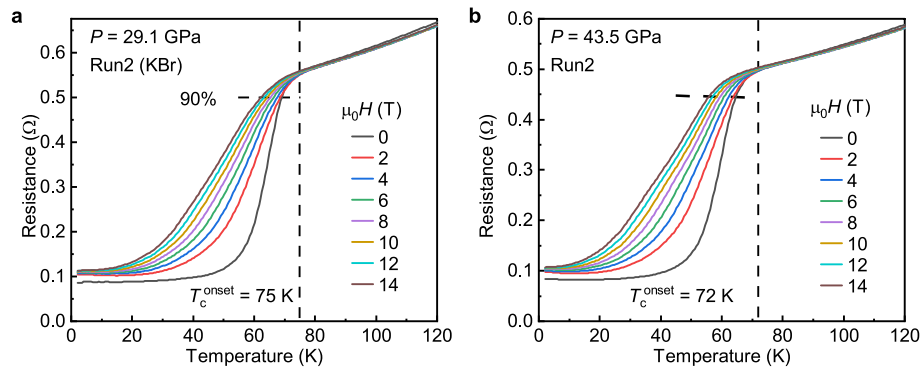 a
P = 29.1 GPa
Run2 (KBr)
90%
μ₀H (T)
0
2
4
6
8
10
12
14
T_c^onset = 75 K
Resistance (Ω)
0.6
0.5
0.4
0.3
0.2
0.1
0.0
0 20 40 60 80 100 120
Temperature (K)
b
P = 43.5 GPa
Run2
μ₀H (T)
0
2
4
6
8
10
12
14
T_c^onset = 72 K
Resistance (Ω)
0.6
0.5
0.4
0.3
0.2
0.1
0.0
0 20 40 60 80 100 120
Temperature (K)